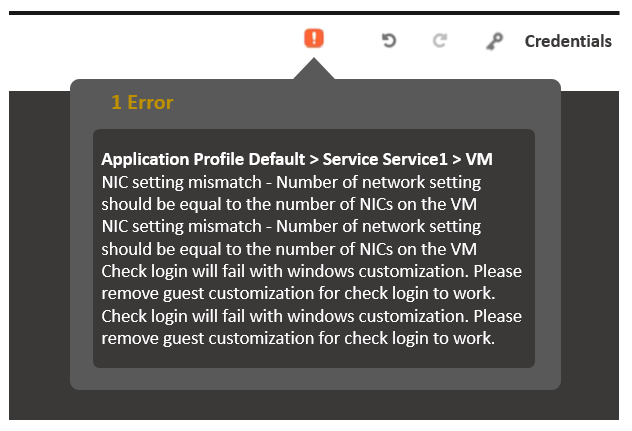 Credentials
1 Error
Application Profile Default > Service Service1 > VM
NIC setting mismatch - Number of network setting
should be equal to the number of NICs on the VM
NIC setting mismatch - Number of network setting
should be equal to the number of NICs on the VM
Check login will fail with windows customization. Please
remove guest customization for check login to work.
Check login will fail with windows customization. Please
remove guest customization for check login to work.